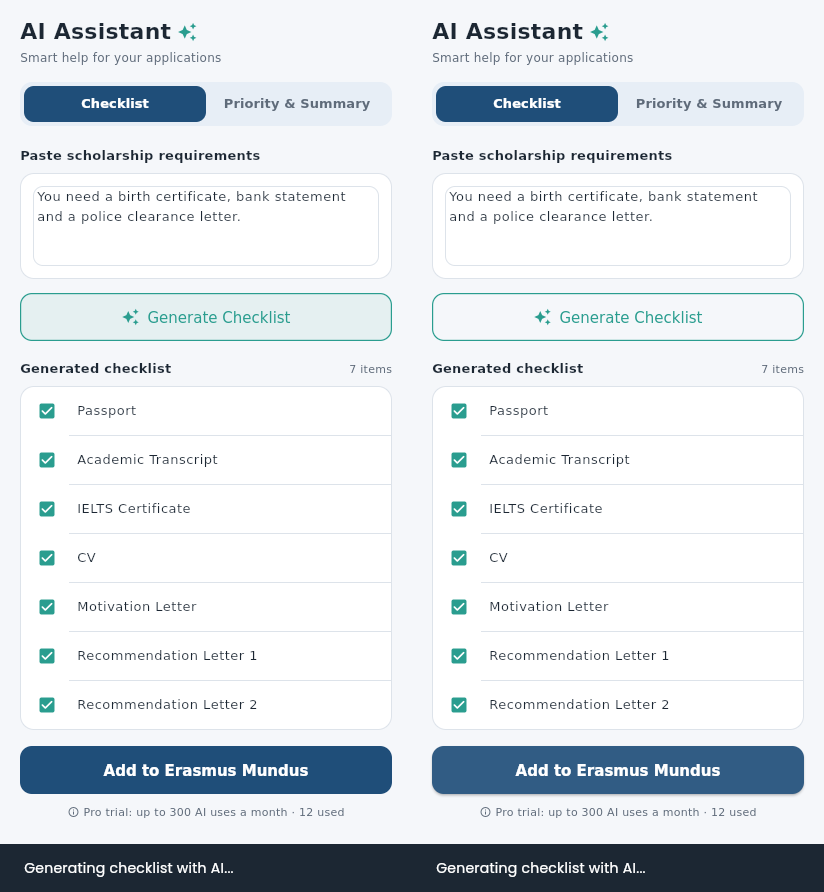 AI Assistant
Smart help for your applications
Checklist
Priority & Summary
Paste scholarship requirements
You need a birth certificate, bank statement
and a police clearance letter.
Generate Checklist
Generated checklist
7 items
Passport
Academic Transcript
IELTS Certificate
CV
Motivation Letter
Recommendation Letter 1
Recommendation Letter 2
Add to Erasmus Mundus
Pro trial: up to 300 AI uses a month · 12 used
Generating checklist with AI...
AI Assistant
Smart help for your applications
Checklist
Priority & Summary
Paste scholarship requirements
You need a birth certificate, bank statement
and a police clearance letter.
Generate Checklist
Generated checklist
7 items
Passport
Academic Transcript
IELTS Certificate
CV
Motivation Letter
Recommendation Letter 1
Recommendation Letter 2
Add to Erasmus Mundus
Pro trial: up to 300 AI uses a month · 12 used
Generating checklist with AI...